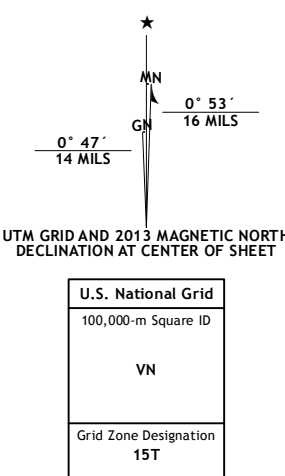 ★
MN
0° 53´
16 MILS
GN
0° 47´
14 MILS
UTM GRID AND 2013 MAGNETIC NORTH
DECLINATION AT CENTER OF SHEET
U.S. National Grid
100,000-m Square ID
VN
Grid Zone Designation
15T